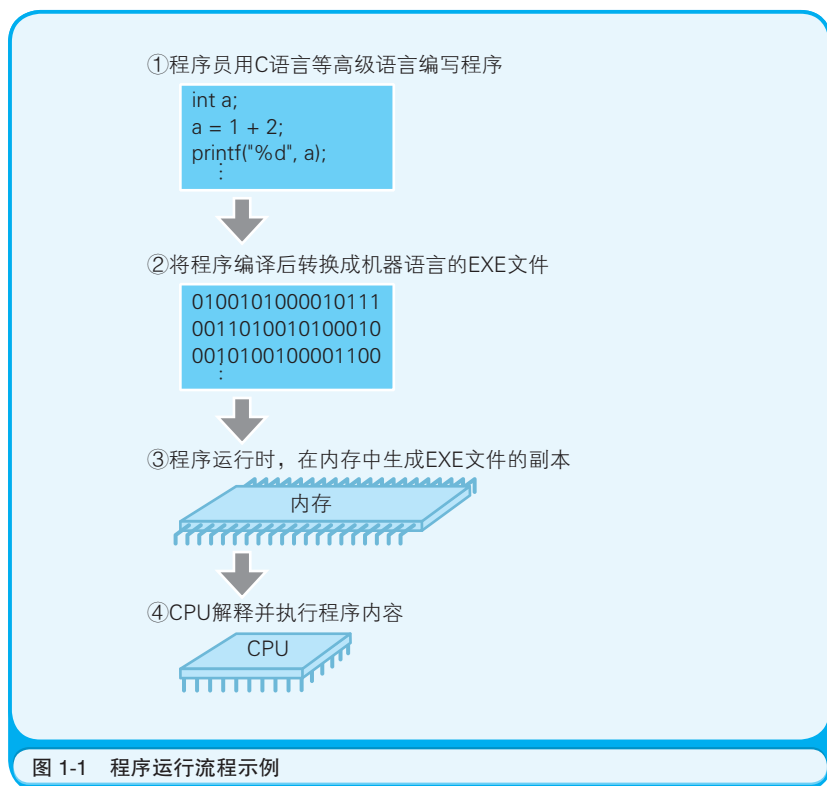 ①程序员用C语言等高级语言编写程序
int a;
a = 1 + 2;
printf("%d", a);
⋮
②将程序编译后转换成机器语言的EXE文件
0100101000010111
0011010010100010
0010100100001100
⋮
③程序运行时，在内存中生成EXE文件的副本
内存
④CPU解释并执行程序内容
CPU
图 1-1 程序运行流程示例